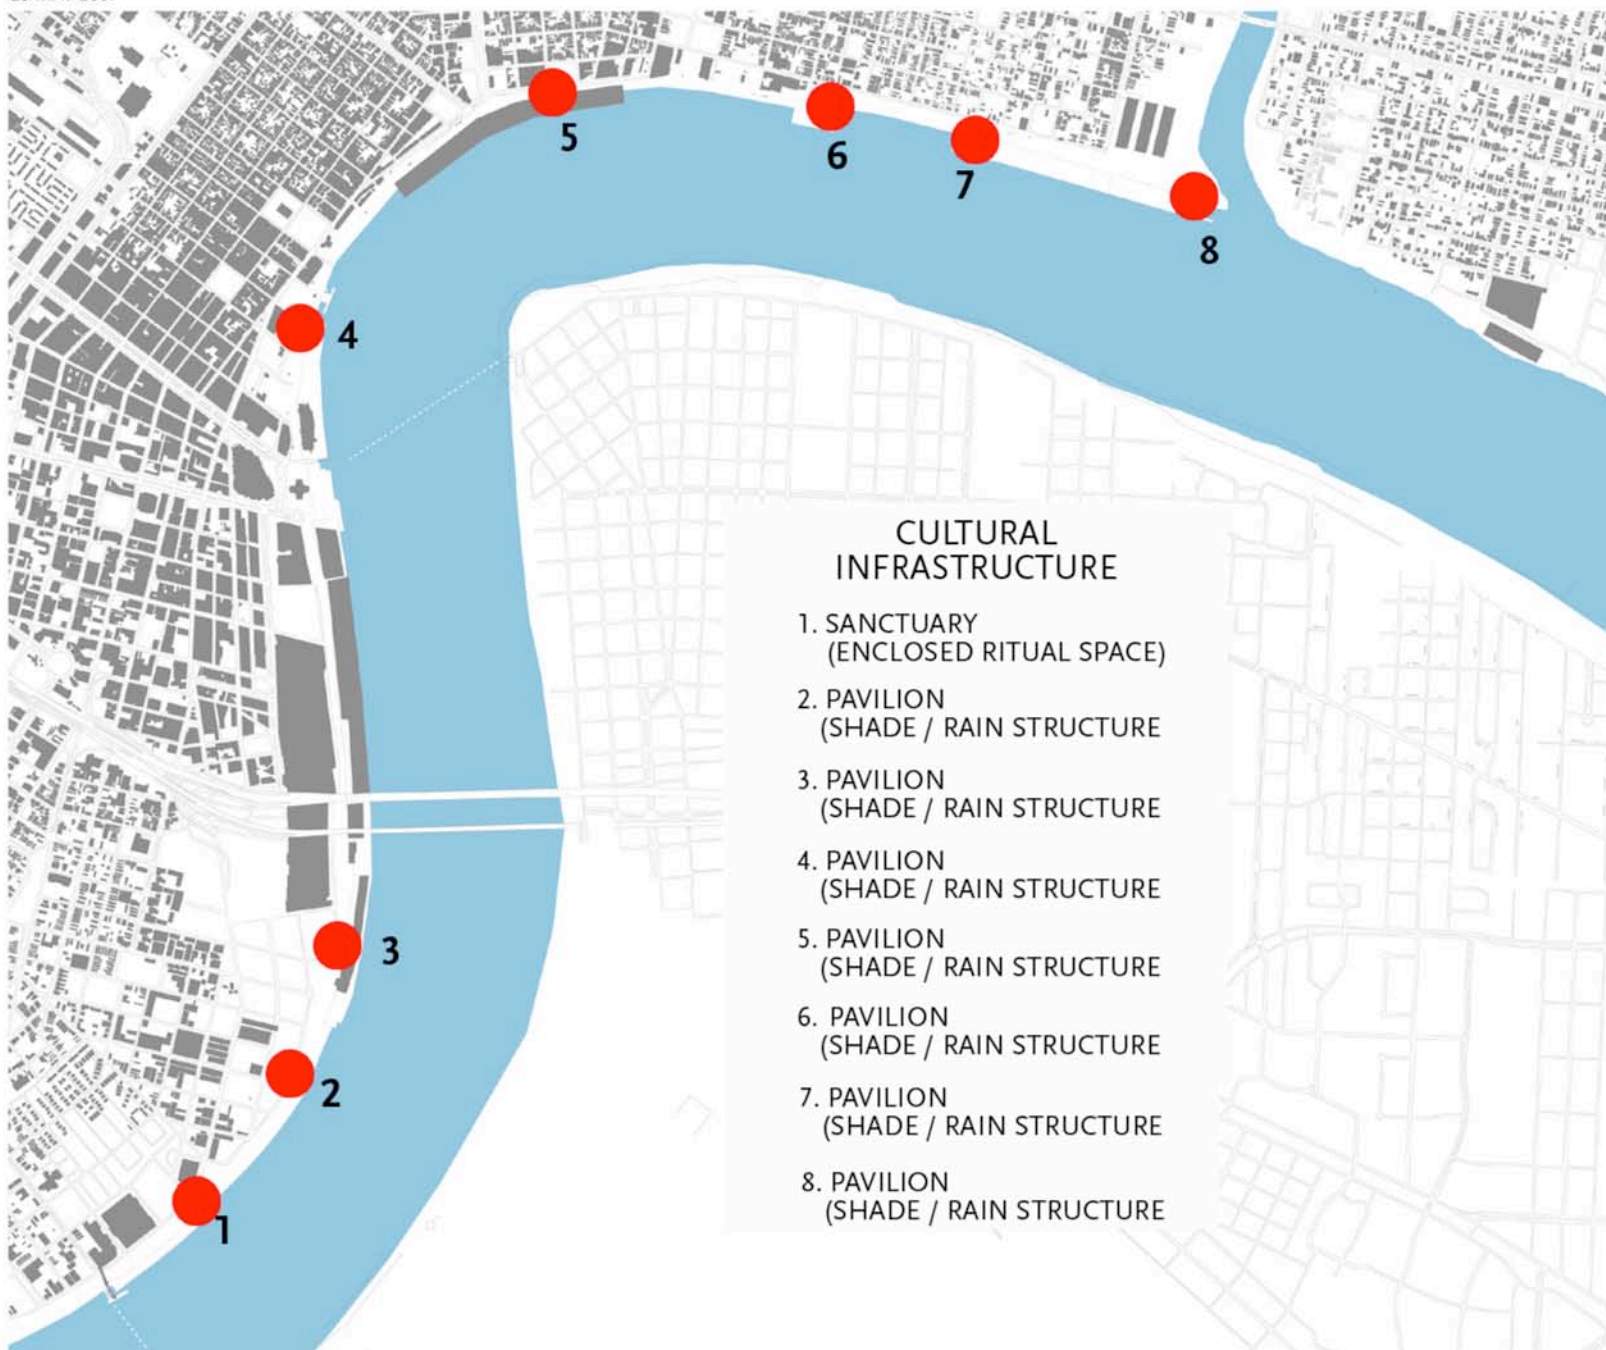 5
6
7
8
4
CULTURAL
INFRASTRUCTURE
1. SANCTUARY
(ENCLOSED RITUAL SPACE)
2. PAVILION
(SHADE / RAIN STRUCTURE
3. PAVILION
(SHADE / RAIN STRUCTURE
4. PAVILION
(SHADE / RAIN STRUCTURE
5. PAVILION
(SHADE / RAIN STRUCTURE
6. PAVILION
(SHADE / RAIN STRUCTURE
7. PAVILION
(SHADE / RAIN STRUCTURE
8. PAVILION
(SHADE / RAIN STRUCTURE
3
2
1